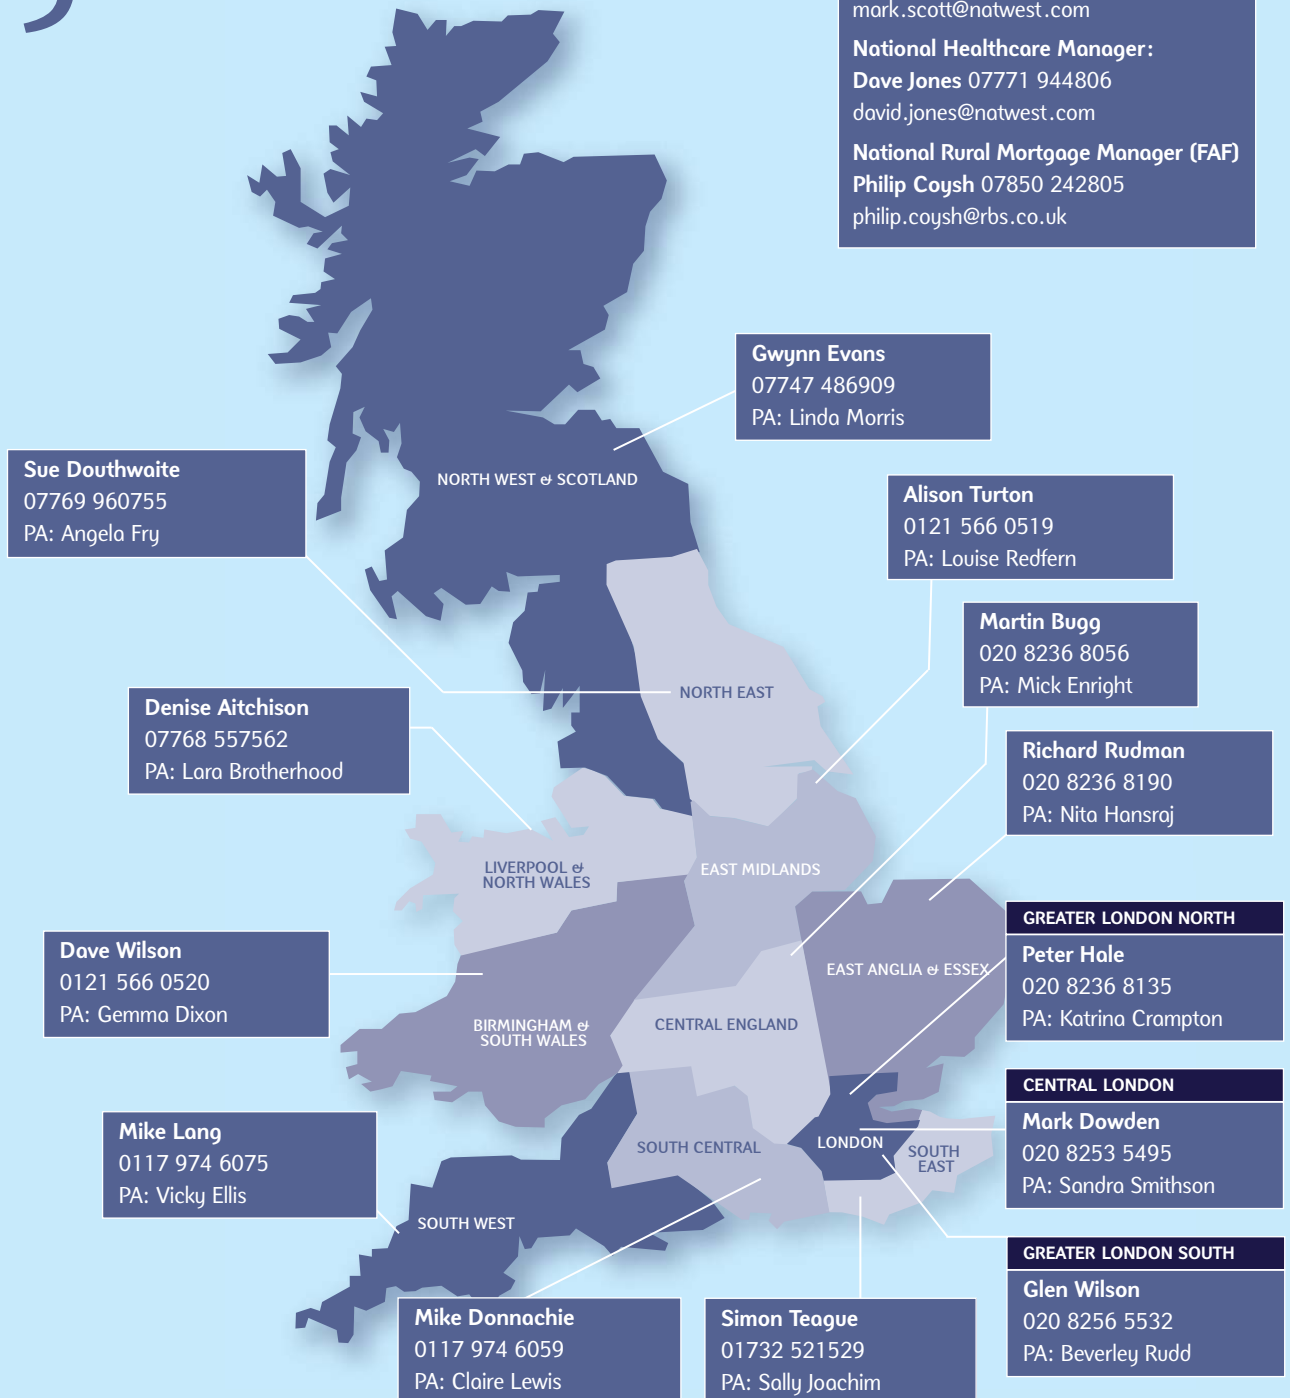 mark.scott@natwest.com
National Healthcare Manager:
Dave Jones 07771 944806
david.jones@natwest.com
National Rural Mortgage Manager (FAF)
Philip Coysh 07850 242805
philip.coysh@rbs.co.uk
Gwynn Evans
07747 486909
PA: Linda Morris
Sue Douthwaite
07769 960755
PA: Angela Fry
NORTH WEST & SCOTLAND
Alison Turton
0121 566 0519
PA: Louise Redfern
Martin Bugg
020 8236 8056
PA: Mick Enright
NORTH EAST
Denise Aitchison
07768 557562
PA: Lara Brotherhood
Richard Rudman
020 8236 8190
PA: Nita Hansraj
LIVERPOOL &
NORTH WALES
EAST MIDLANDS
GREATER LONDON NORTH
Peter Hale
020 8236 8135
PA: Katrina Crampton
Dave Wilson
0121 566 0520
PA: Gemma Dixon
EAST ANGLIA & ESSEX
BIRMINGHAM &
SOUTH WALES
CENTRAL ENGLAND
CENTRAL LONDON
Mark Dowden
020 8253 5495
PA: Sandra Smithson
Mike Lang
0117 974 6075
PA: Vicky Ellis
SOUTH CENTRAL
LONDON
SOUTH
EAST
SOUTH WEST
GREATER LONDON SOUTH
Glen Wilson
020 8256 5532
PA: Beverley Rudd
Mike Donnachie
0117 974 6059
PA: Claire Lewis
Simon Teague
01732 521529
PA: Sally Joachim